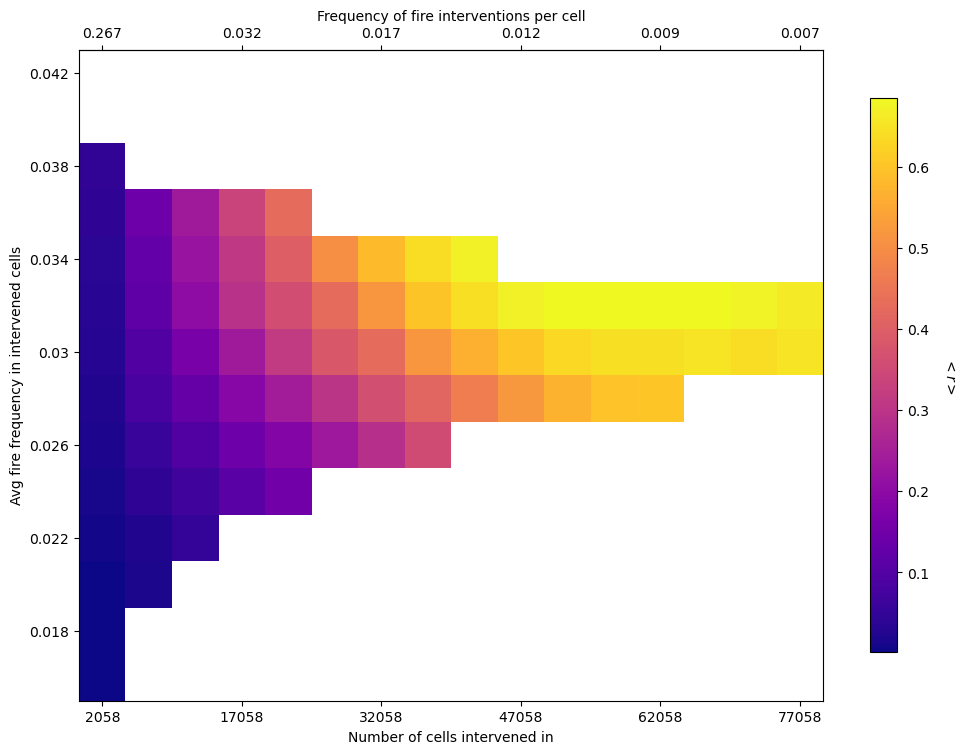 Frequency of fire interventions per cell
0.267 0.032 0.017 0.012 0.009 0.007
0.042
0.038
0.034
0.03
0.026
0.022
0.018
Avg fire frequency in intervened cells
2058 17058 32058 47058 62058 77058
Number of cells intervened in
0.6
0.5
0.4
0.3
0.2
0.1